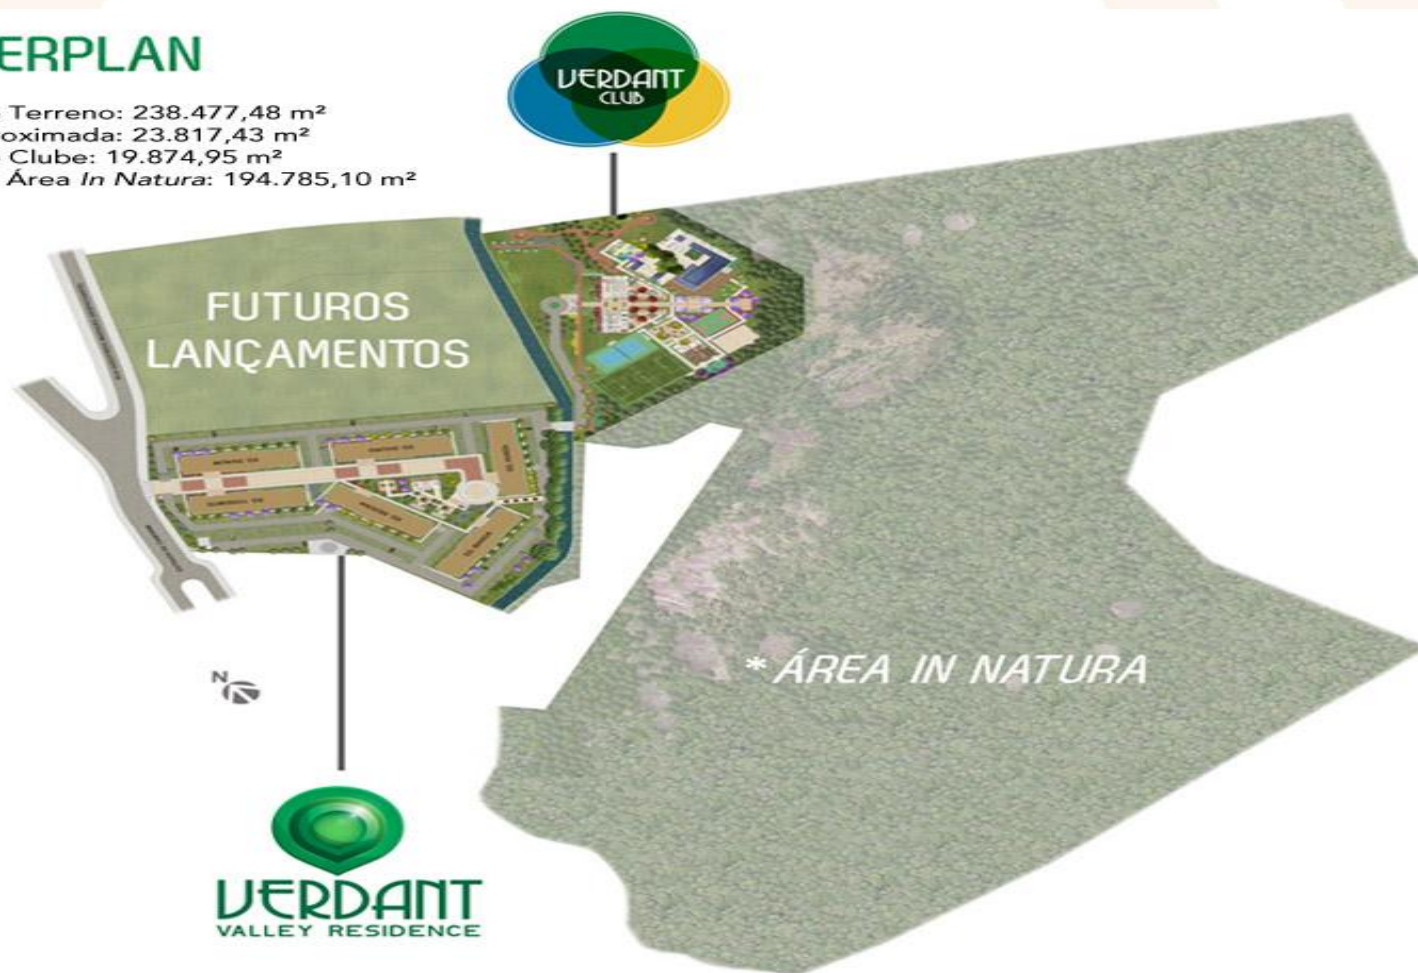 ERPLAN
Terreno: 238.477,48 m²
oximada: 23.817,43 m²
Clube: 19.874,95 m²
Área In Natura: 194.785,10 m²
VERDANT
CLUB
FUTUROS
LANÇAMENTOS
*ÁREA IN NATURA
N
VERDANT
VALLEY RESIDENCE